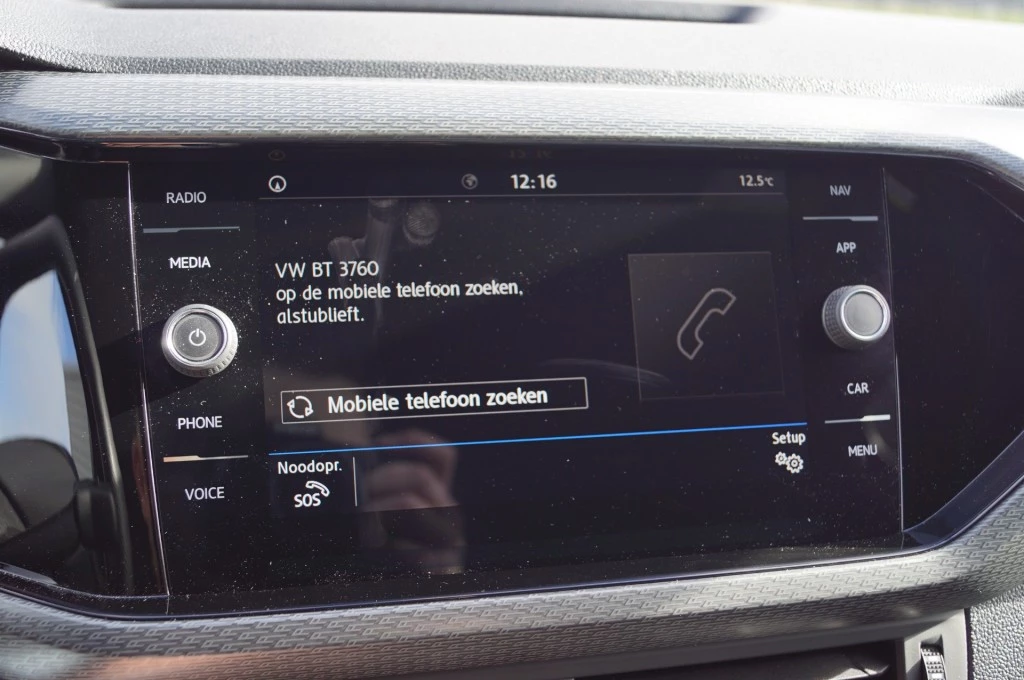 RADIO
MEDIA
PHONE
VOICE
12:16
12.5°C
VW BT 3760
op de mobiele telefoon zoeken,
alstublieft.
Mobiele telefoon zoeken
Noodopr.
SOS
Setup
NAV
APP
CAR
MENU